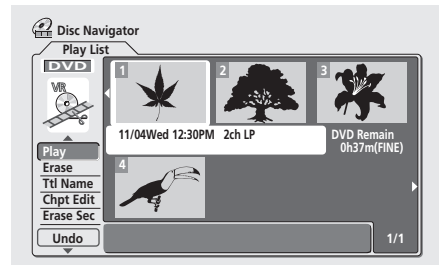 Disc Navigator
Play List
DVD
VR
1
2
3
11/04Wed 12:30PM 2ch LP
DVD Remain
0h37m(FINE)
4
Play
Erase
Ttl Name
Chpt Edit
Erase Sec
Undo
1/1